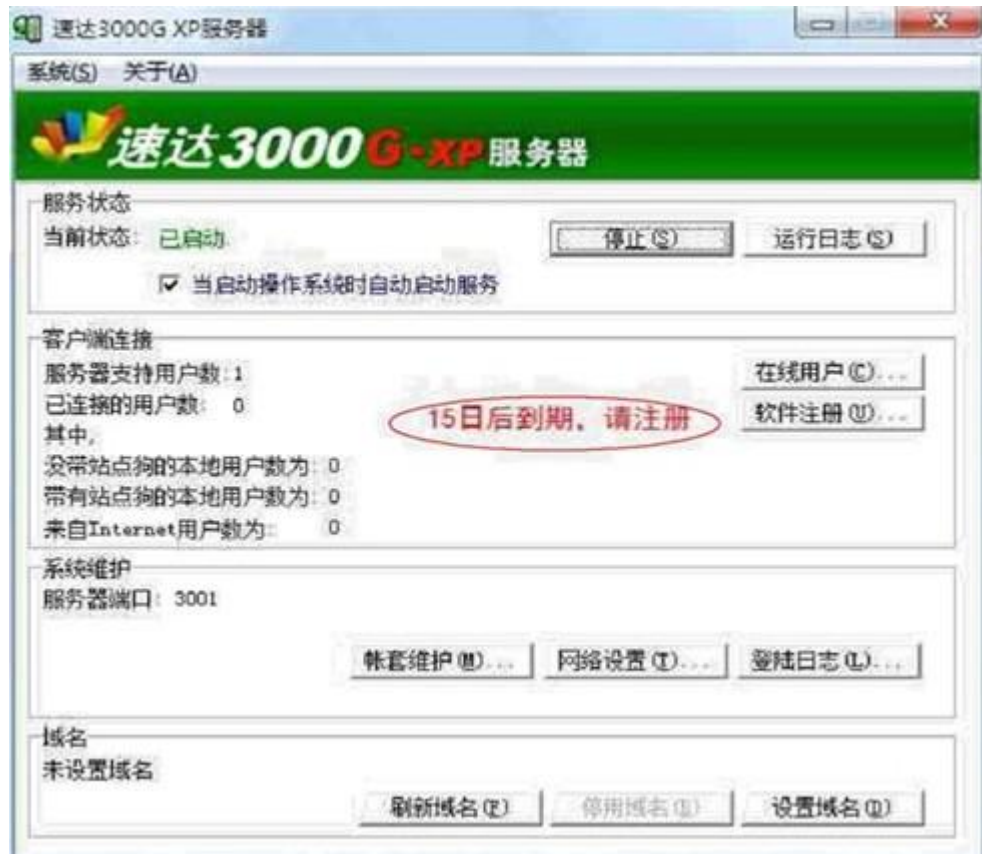 速达3000G XP服务器
系统(S) 关于(A)
速达3000G-XP服务器
服务状态
当前状态: 已启动. 停止(S) 运行日志(S)
当启动操作系统时自动启动服务
客户端连接
服务器支持用户数:1 在线用户(C)...
已连接的用户数: 0 15日后到期，请注册 软件注册(U)...
其中,
没带站点狗的本地用户数为: 0
带有站点狗的本地用户数为: 0
来自Internet用户数为: 0
系统维护
服务器端口: 3001
帐套维护(M)... 网络设置(T)... 登陆日志(L)...
域名
未设置域名
刷新域名(F) 停用域名 设置域名(D)